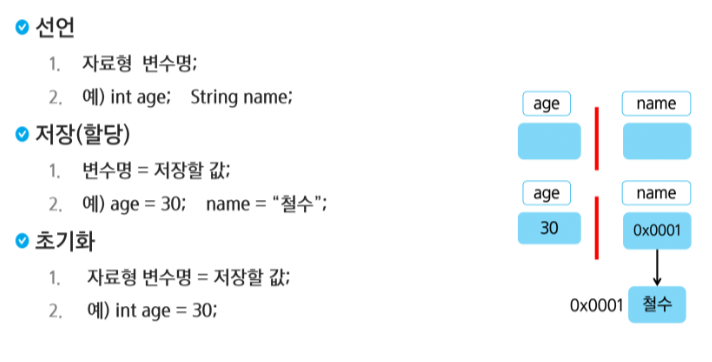 선언
1. 자료형 변수명;
2. 예) int age; String name;
저장(할당)
1. 변수명 = 저장할 값;
2. 예) age = 30; name = “철수”;
초기화
1. 자료형 변수명 = 저장할 값;
2. 예) int age = 30;
age name
age name
30 0x0001
0x0001 철수